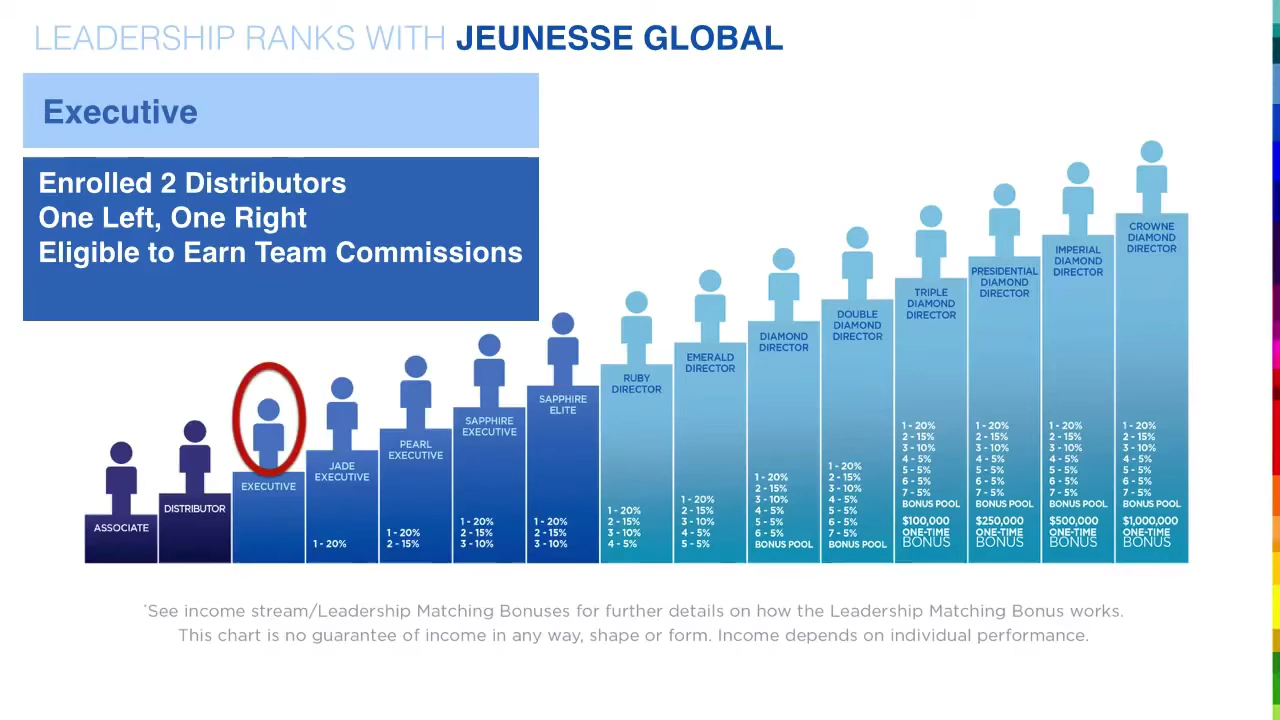 LEADERSHIP RANKS WITH JEUNESSE GLOBAL
Executive
Enrolled 2 Distributors
One Left, One Right
Eligible to Earn Team Commissions
ASSOCIATE
DISTRIBUTOR
EXECUTIVE
JADE
EXECUTIVE
1 - 20%
PEARL
EXECUTIVE
1 - 20%
2 - 15%
SAPPHIRE
EXECUTIVE
1 - 20%
2 - 15%
3 - 10%
SAPPHIRE
ELITE
1 - 20%
2 - 15%
3 - 10%
RUBY
DIRECTOR
1 - 20%
2 - 15%
3 - 10%
4 - 5%
EMERALD
DIRECTOR
1 - 20%
2 - 15%
3 - 10%
4 - 5%
5 - 5%
DIAMOND
DIRECTOR
1 - 20%
2 - 15%
3 - 10%
4 - 5%
5 - 5%
6 - 5%
BONUS POOL
DOUBLE
DIAMOND
DIRECTOR
1 - 20%
2 - 15%
3 - 10%
4 - 5%
5 - 5%
6 - 5%
7 - 5%
BONUS POOL
TRIPLE
DIAMOND
DIRECTOR
1 - 20%
2 - 15%
3 - 10%
4 - 5%
5 - 5%
6 - 5%
7 - 5%
BONUS POOL
$100,000
ONE-TIME
BONUS
PRESIDENTIAL
DIAMOND
DIRECTOR
1 - 20%
2 - 15%
3 - 10%
4 - 5%
5 - 5%
6 - 5%
7 - 5%
BONUS POOL
$250,000
ONE-TIME
BONUS
IMPERIAL
DIAMOND
DIRECTOR
1 - 20%
2 - 15%
3 - 10%
4 - 5%
5 - 5%
6 - 5%
7 - 5%
BONUS POOL
$500,000
ONE-TIME
BONUS
CROWNE
DIAMOND
DIRECTOR
1 - 20%
2 - 15%
3 - 10%
4 - 5%
5 - 5%
6 - 5%
7 - 5%
BONUS POOL
$1,000,000
ONE-TIME
BONUS
*See income stream/Leadership Matching Bonuses for further details on how the Leadership Matching Bonus works.
This chart is no guarantee of income in any way, shape or form. Income depends on individual performance.